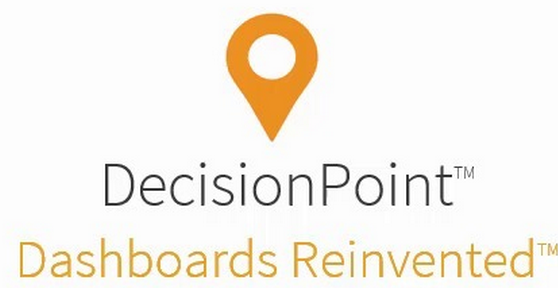 DecisionPoint™
Dashboards Reinvented™